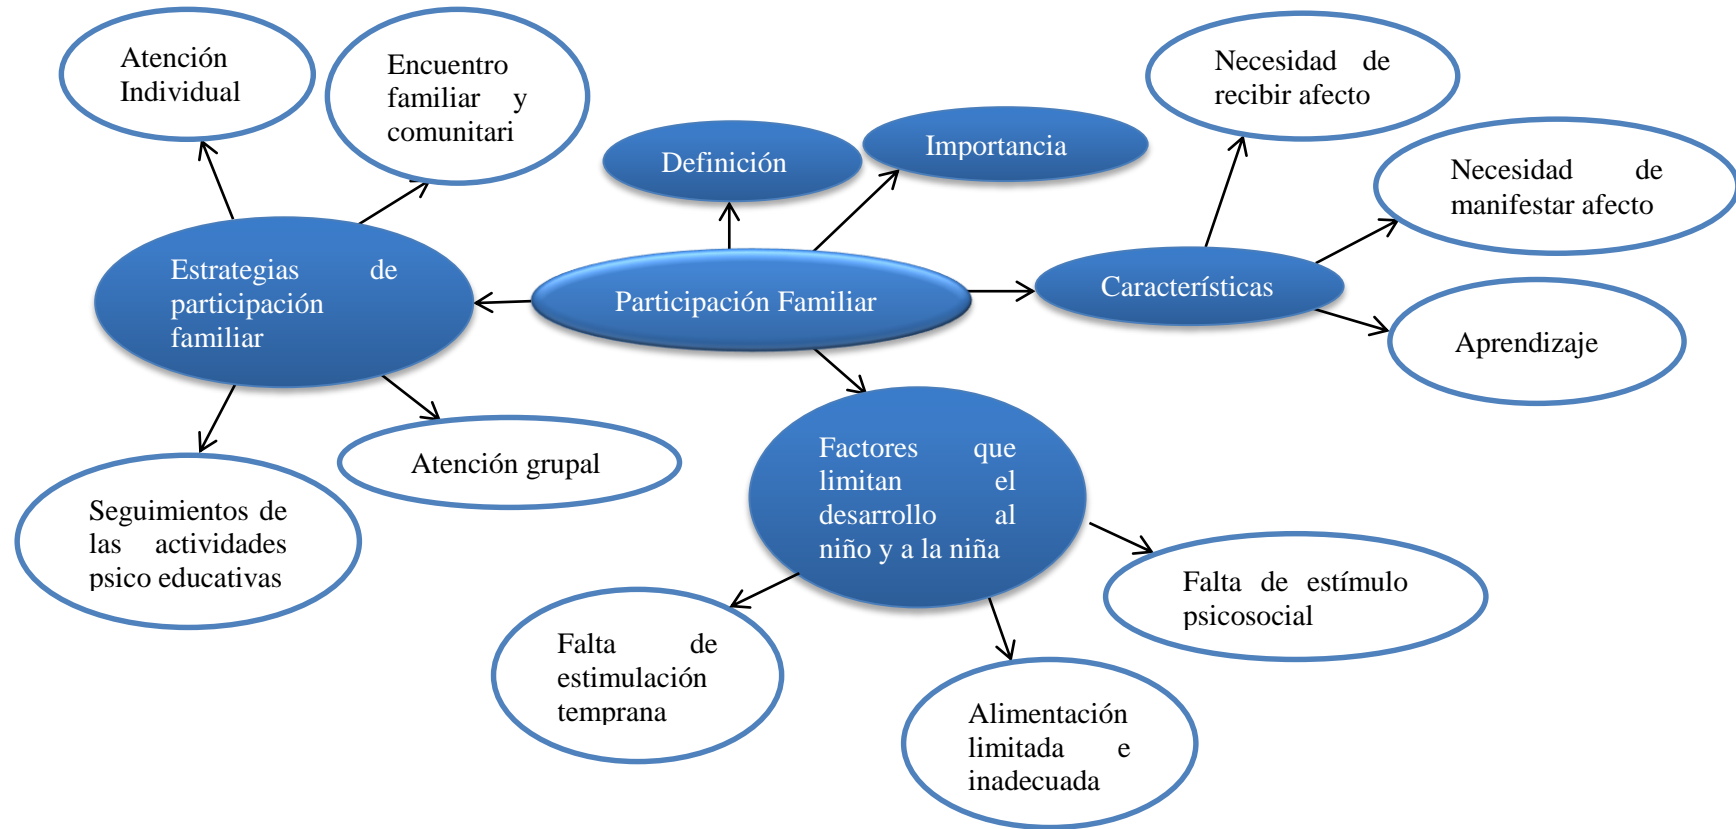 Atención
Individual
Encuentro
familiar y
comunitari
Definición
Importancia
Necesidad de
recibir afecto
Necesidad de
manifestar afecto
Estrategias de
participación
familiar
Participación Familiar
Características
Aprendizaje
Atención grupal
Seguimientos de
las actividades
psico educativas
Factores que
limitan el
desarrollo al
niño y a la niña
Falta de estímulo
psicosocial
Falta de
estimulación
temprana
Alimentación
limitada e
inadecuada